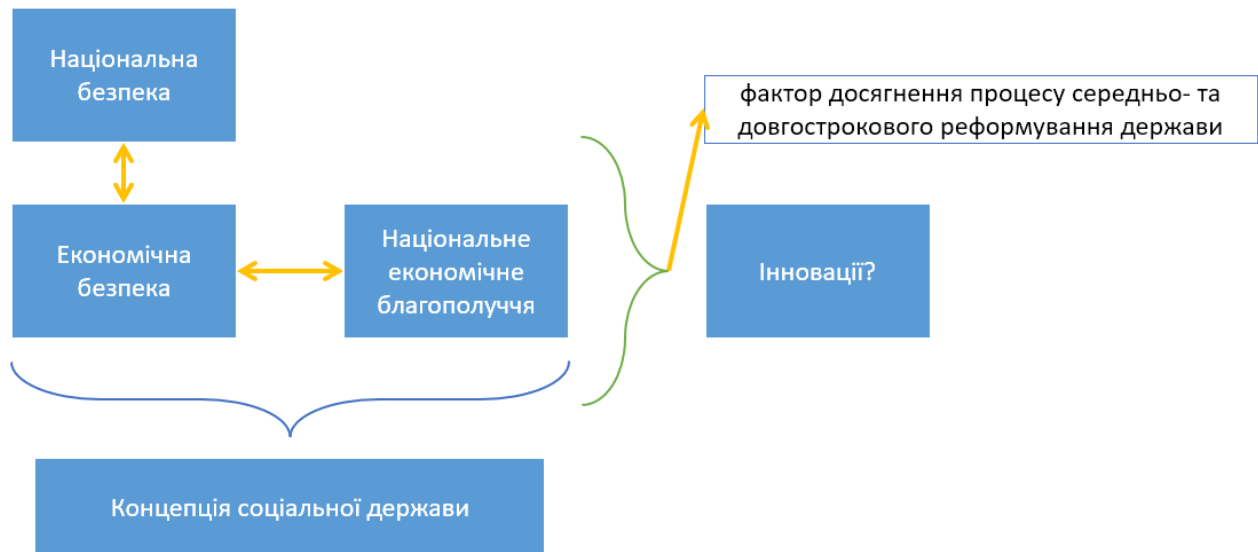 Національна
безпека
фактор досягнення процесу середньо- та
довгострокового реформування держави
Економічна
безпека
Національне
економічне
благополуччя
Інновації?
Концепція соціальної держави